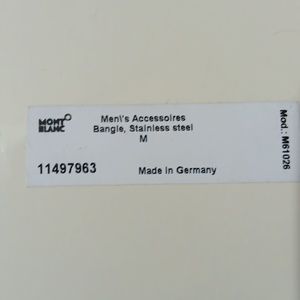 MONT
BLANC
Men\'s Accessoires
Bangle, Stainless steel
M
11497963
Made in Germany
Mod.: M61026